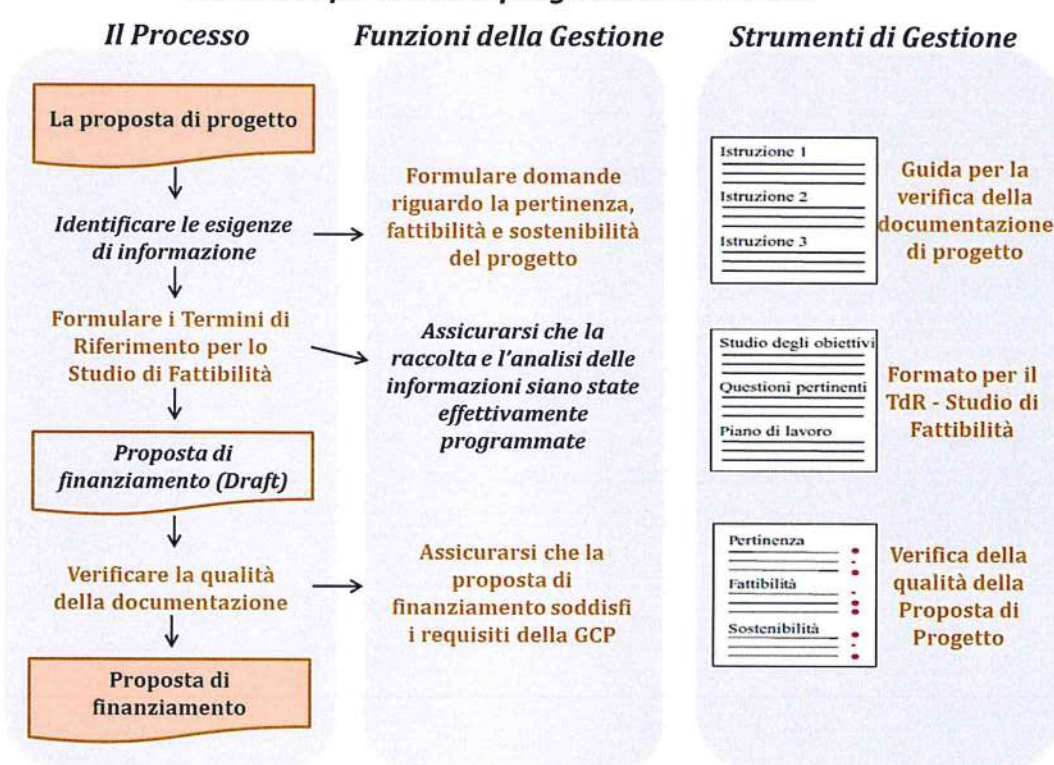 Il Processo
Funzioni della Gestione
Strumenti di Gestione
La proposta di progetto
Identificare le esigenze
di informazione
Formulare i Termini di
Riferimento per lo
Studio di Fattibilità
Proposta di
finanziamento (Draft)
Verificare la qualità
della documentazione
Proposta di
finanziamento
Formulare domande
riguardo la pertinenza,
fattibilità e sostenibilità
del progetto
Assicurarsi che la
raccolta e l'analisi delle
informazioni siano state
effettivamente
programmate
Assicurarsi che la
proposta di
finanziamento soddisfi
i requisiti della GCP
Istruzione 1
Istruzione 2
Istruzione 3
Guida per la
verifica della
documentazione
di progetto
Studio degli obiettivi
Questioni pertinenti
Piano di lavoro
Formato per il
TdR - Studio di
Fattibilità
Pertinenza
Fattibilità
Sostenibilità
Verifica della
qualità della
Proposta di
Progetto